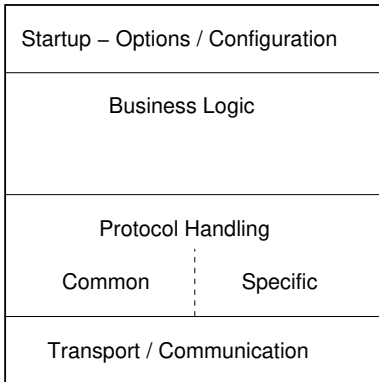 Startup – Options / Configuration
Business Logic
Protocol Handling
Common Specific
Transport / Communication